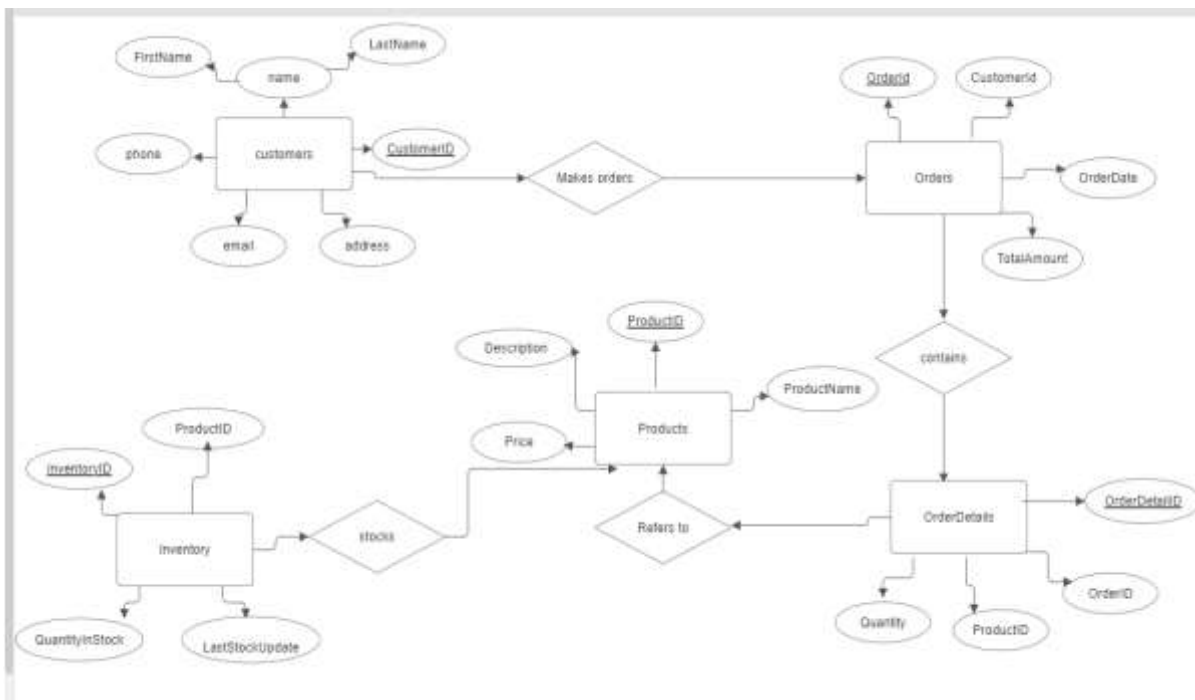 FirstName
LastName
name
phone
customers
CustomerID
email
address
Makes orders
OrderId
CustomerId
Orders
OrderDate
TotalAmount
contains
ProductID
Description
ProductName
Products
Price
ProductID
InventoryID
Inventory
stocks
Refers to
OrderDetails
OrderDetailID
OrderID
Quantity
ProductID
QuantityInStock
LastStockUpdate